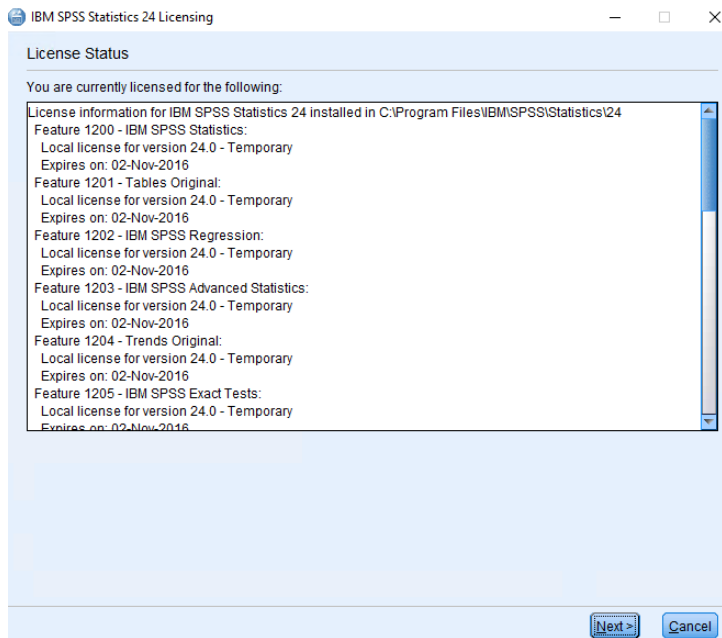 IBM SPSS Statistics 24 Licensing
License Status
You are currently licensed for the following:
License information for IBM SPSS Statistics 24 installed in C:\Program Files\IBM\SPSS\Statistics\24
Feature 1200 - IBM SPSS Statistics:
Local license for version 24.0 - Temporary
Expires on: 02-Nov-2016
Feature 1201 - Tables Original:
Local license for version 24.0 - Temporary
Expires on: 02-Nov-2016
Feature 1202 - IBM SPSS Regression:
Local license for version 24.0 - Temporary
Expires on: 02-Nov-2016
Feature 1203 - IBM SPSS Advanced Statistics:
Local license for version 24.0 - Temporary
Expires on: 02-Nov-2016
Feature 1204 - Trends Original:
Local license for version 24.0 - Temporary
Expires on: 02-Nov-2016
Feature 1205 - IBM SPSS Exact Tests:
Local license for version 24.0 - Temporary
Expires on: 02-Nov-2016
Next >
Cancel